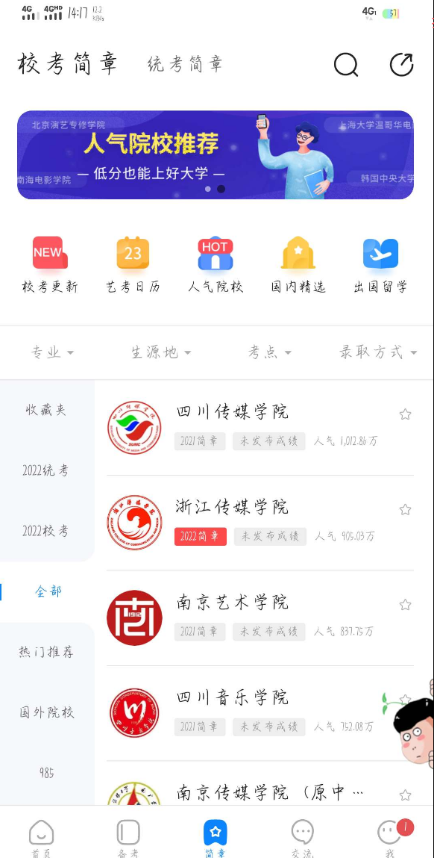 4G 4GHD 14:17
4G 51
校考简章 统考简章
北京演艺专修学院 上海大学温哥华电
人气院校推荐
— 低分也能上好大学 —
南海电影学院 韩国中央大学
NEW 23 HOT
校考更新 艺考日历 人气院校 国内精选 出国留学
专业 生源地 考点 录取方式
收藏夹
2022统考
2022校考
全部
热门推荐
国外院校
985
四川传媒学院
2021简章 未发布成绩 人气 1,012.86万
浙江传媒学院
2022简章 未发布成绩 人气 905.03万
南京艺术学院
2021简章 未发布成绩 人气 837.75万
四川音乐学院
2021简章 未发布成绩 人气 752.08万
南京传媒学院（原中...
首页 备考 简章 交流 我
1